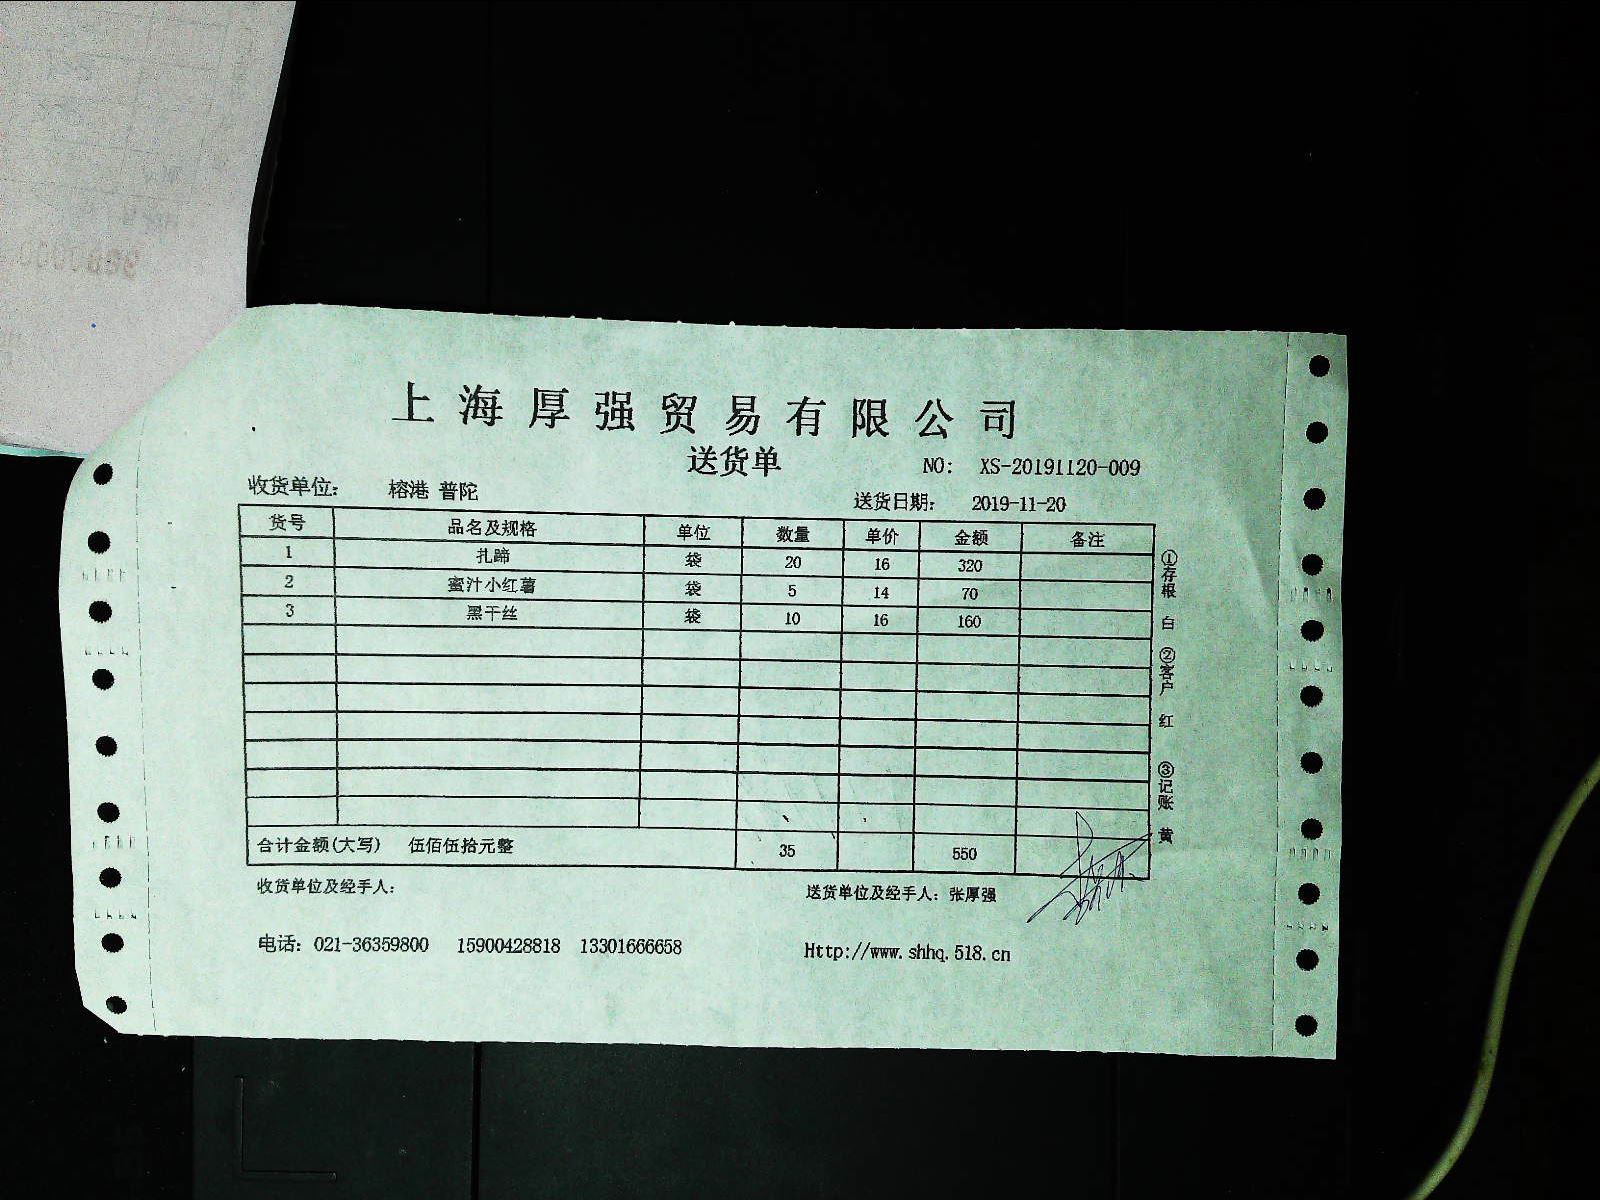 上海厚强贸易有限公司
送货单
NO: XS-20191120-009
收货单位: 榕港 普陀
送货日期: 2019-11-20
货号 品名及规格 单位 数量 单价 金额 备注
1 扎蹄 袋 20 16 320
2 蜜汁小红薯 袋 5 14 70
3 黑干丝 袋 10 16 160
合计金额(大写) 伍佰伍拾元整 35 550
收货单位及经手人:
送货单位及经手人: 张厚强
电话: 021-36359800 15900428818 13301666658
Http://www.shhq.518.cn
①存根 白 ②客户 红 ③记账 黄